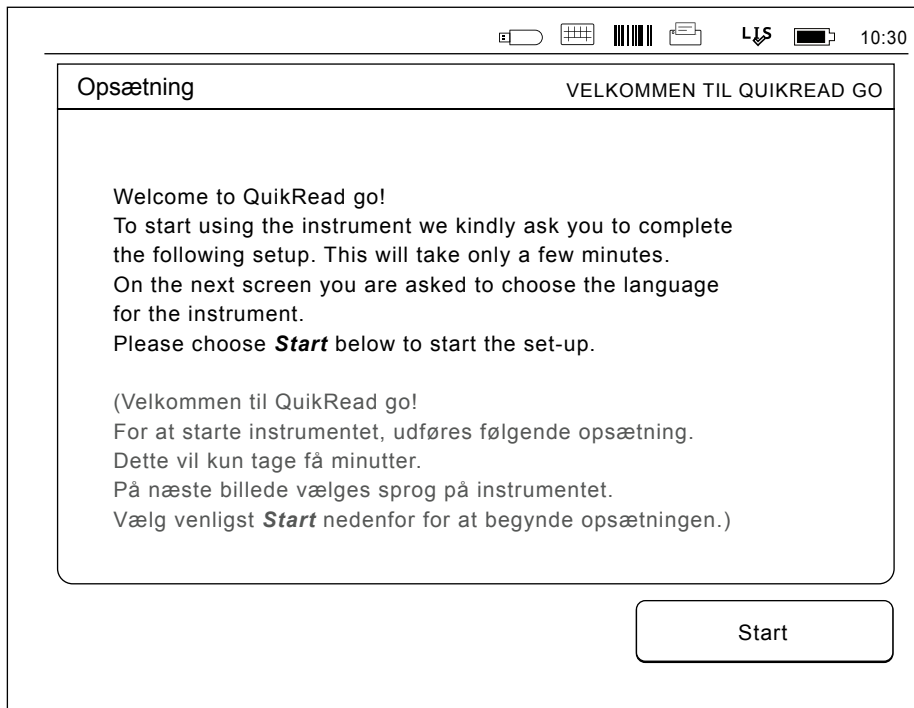 LIS 10:30
Opsætning VELKOMMEN TIL QUIKREAD GO
Welcome to QuikRead go!
To start using the instrument we kindly ask you to complete
the following setup. This will take only a few minutes.
On the next screen you are asked to choose the language
for the instrument.
Please choose Start below to start the set-up.
(Velkommen til QuikRead go!
For at starte instrumentet, udføres følgende opsætning.
Dette vil kun tage få minutter.
På næste billede vælges sprog på instrumentet.
Vælg venligst Start nedenfor for at begynde opsætningen.)
Start